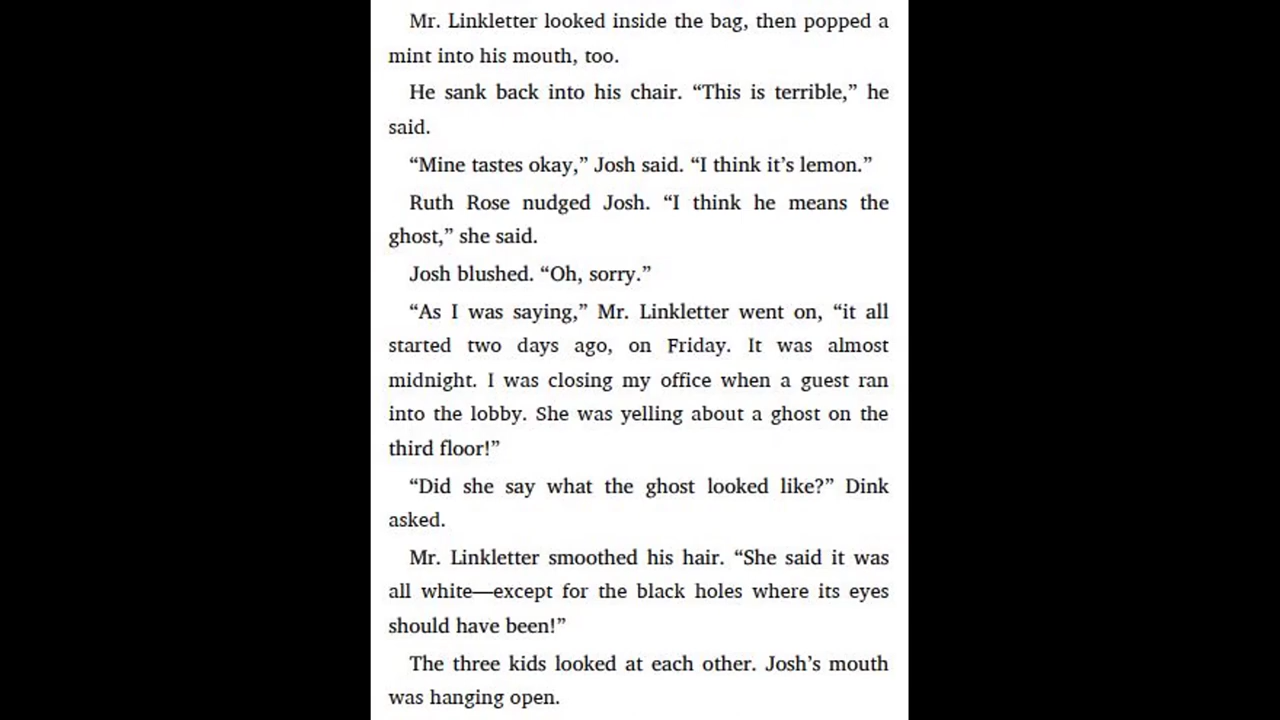 Mr. Linkletter looked inside the bag, then popped a
mint into his mouth, too.
He sank back into his chair. “This is terrible,” he
said.
“Mine tastes okay,” Josh said. “I think it’s lemon.”
Ruth Rose nudged Josh. “I think he means the
ghost,” she said.
Josh blushed. “Oh, sorry.”
“As I was saying,” Mr. Linkletter went on, “it all
started two days ago, on Friday. It was almost
midnight. I was closing my office when a guest ran
into the lobby. She was yelling about a ghost on the
third floor!”
“Did she say what the ghost looked like?” Dink
asked.
Mr. Linkletter smoothed his hair. “She said it was
all white—except for the black holes where its eyes
should have been!”
The three kids looked at each other. Josh’s mouth
was hanging open.